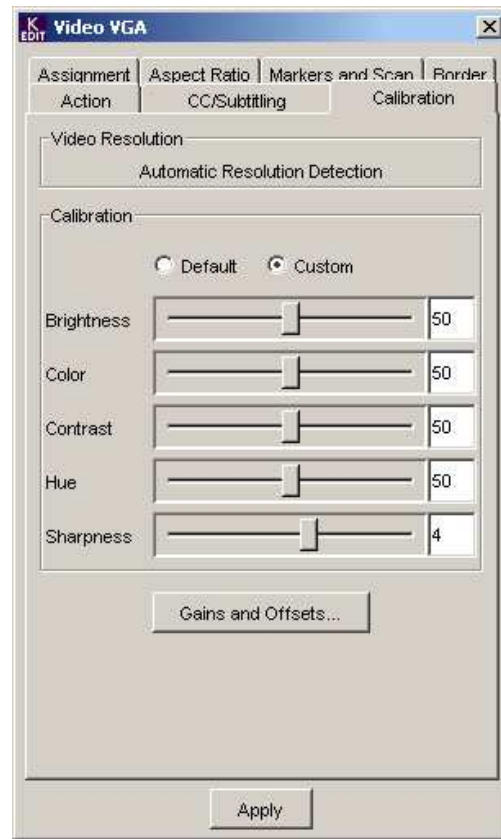 K EDIT Video VGA
Assignment Aspect Ratio Markers and Scan Border
Action CC/Subtitling Calibration
Video Resolution
Automatic Resolution Detection
Calibration
Default Custom
Brightness 50
Color 50
Contrast 50
Hue 50
Sharpness 4
Gains and Offsets...
Apply